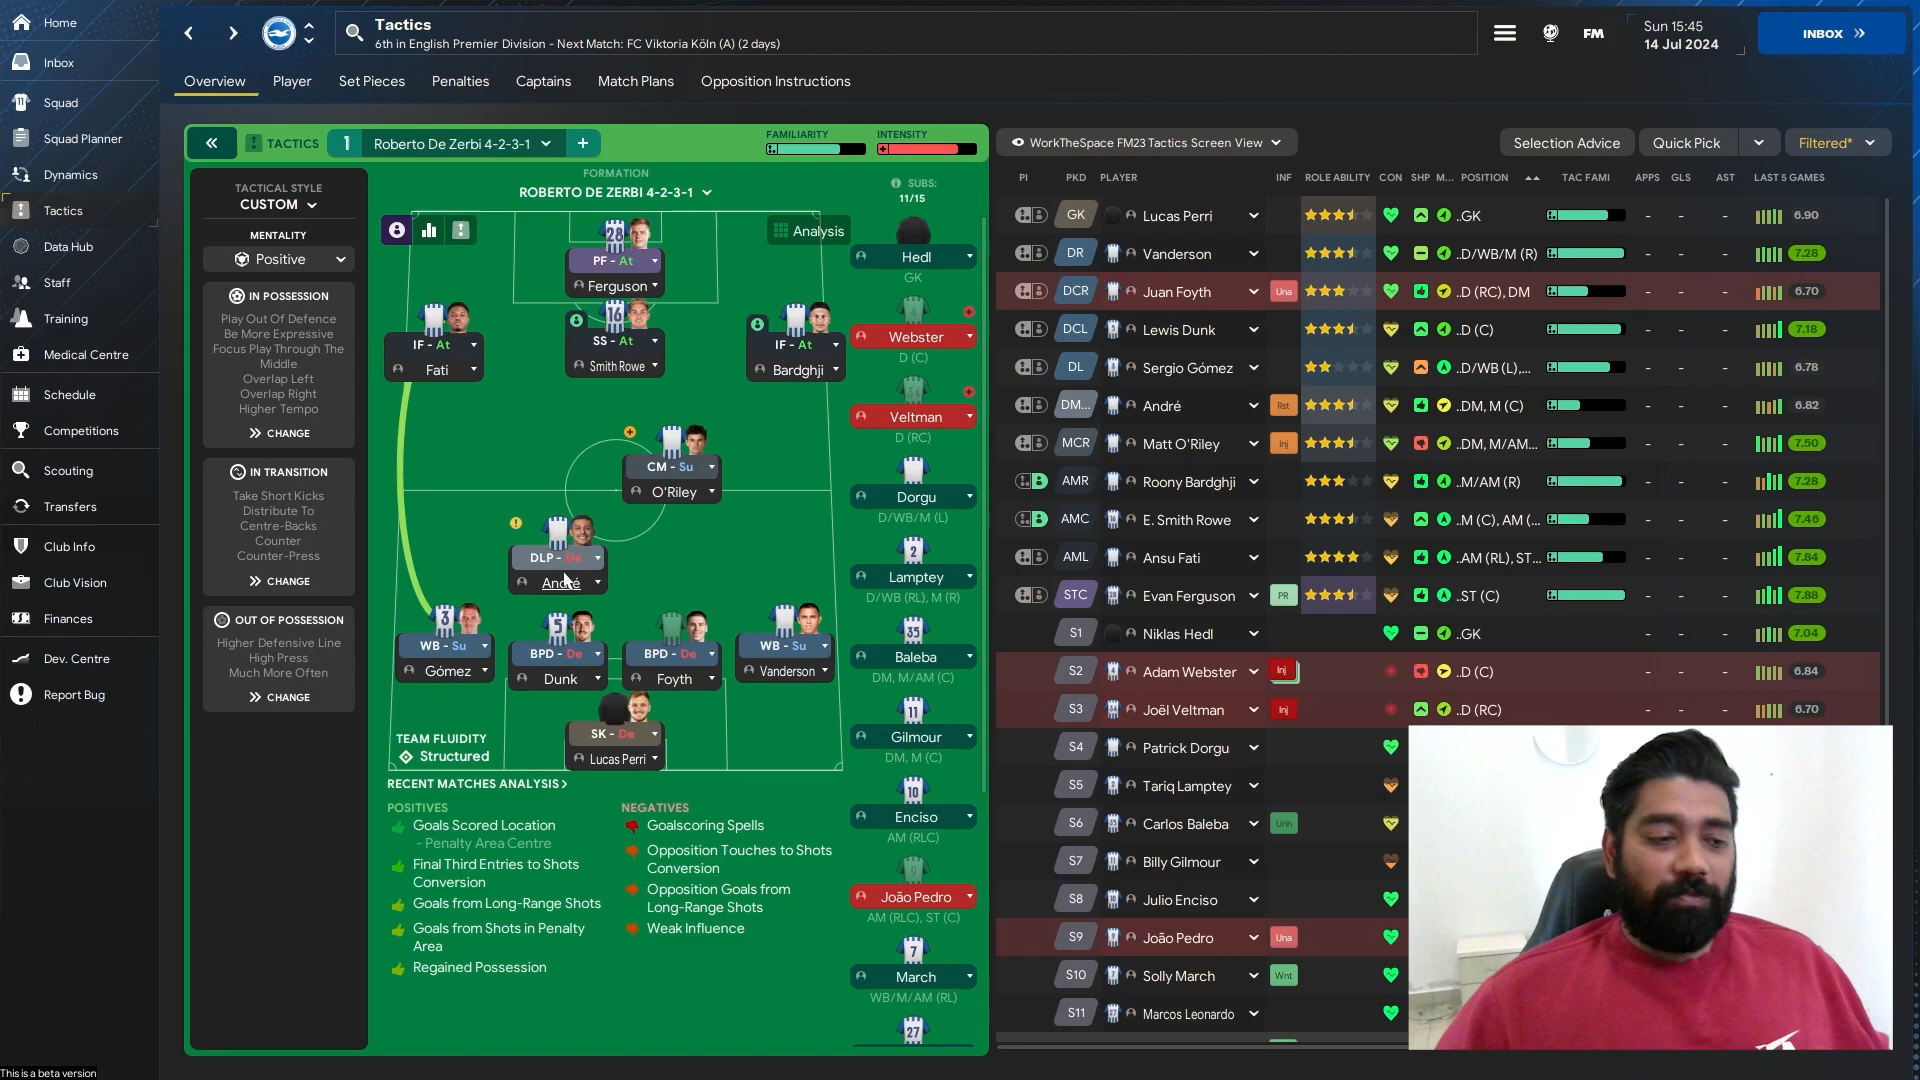 Home
Inbox
Squad
Squad Planner
Dynamics
Tactics
Data Hub
Staff
Training
Medical Centre
Schedule
Competitions
Scouting
Transfers
Club Info
Club Vision
Finances
Dev. Centre
Report Bug
This is a beta version
Tactics
6th in English Premier Division - Next Match: FC Viktoria Köln (A) (2 days)
FM
Sun 15:45
14 Jul 2024
INBOX
Overview Player Set Pieces Penalties Captains Match Plans Opposition Instructions
TACTICS 1 Roberto De Zerbi 4-2-3-1 +
FAMILIARITY INTENSITY
TACTICAL STYLE
CUSTOM
MENTALITY
Positive
IN POSSESSION
Play Out Of Defence
Be More Expressive
Focus Play Through The
Middle
Overlap Left
Overlap Right
Higher Tempo
CHANGE
IN TRANSITION
Take Short Kicks
Distribute To
Centre-Backs
Counter
Counter-Press
CHANGE
OUT OF POSSESSION
Higher Defensive Line
High Press
Much More Often
CHANGE
FORMATION
ROBERTO DE ZERBI 4-2-3-1
SUBS:
11/15
Analysis
28
PF - At
Ferguson
IF - At
Fati
16
SS - At
Smith Rowe
IF - At
Bardghji
CM - Su
O'Riley
DLP - De
André
3
WB - Su
Gómez
5
BPD - De
Dunk
BPD - De
Foyth
WB - Su
Vanderson
SK - De
Lucas Perri
TEAM FLUIDITY
Structured
Hedl
GK
4
Webster
D (C)
34
Veltman
D (RC)
Dorgu
D/WB/M (L)
2
Lamptey
D/WB (RL), M (R)
35
Baleba
DM, M/AM (C)
11
Gilmour
DM, M (C)
10
Enciso
AM (RLC)
9
João Pedro
AM (RLC), ST (C)
7
March
WB/M/AM (RL)
27
RECENT MATCHES ANALYSIS >
POSITIVES
Goals Scored Location
- Penalty Area Centre
Final Third Entries to Shots
Conversion
Goals from Long-Range Shots
Goals from Shots in Penalty
Area
Regained Possession
NEGATIVES
Goalscoring Spells
Opposition Touches to Shots
Conversion
Opposition Goals from
Long-Range Shots
Weak Influence
WorkTheSpace FM23 Tactics Screen View
Selection Advice
Quick Pick
Filtered*
PI PKD PLAYER INF ROLE ABILITY CON SHP M... POSITION TAC FAMI APPS GLS AST LAST 5 GAMES
GK Lucas Perri ..GK - - - 6.90
DR Vanderson ..D/WB/M (R) - - - 7.28
DCR Juan Foyth Una ..D (RC), DM - - - 6.70
DCL Lewis Dunk ..D (C) - - - 7.18
DL Sergio Gómez ..D/WB (L),... - - - 6.78
DM... André Rst ..DM, M (C) - - - 6.82
MCR Matt O'Riley Inj ..DM, M/AM... - - - 7.50
AMR Roony Bardghji ..M/AM (R) - - - 7.28
AMC E. Smith Rowe ..M (C), AM (... - - - 7.46
AML Ansu Fati ..AM (RL), ST... - - - 7.84
STC Evan Ferguson PR ..ST (C) - - - 7.88
S1 Niklas Hedl ..GK - - - 7.04
S2 Adam Webster Inj ..D (C) - - - 6.84
S3 Joël Veltman Inj ..D (RC) - - - 6.70
S4 Patrick Dorgu
S5 Tariq Lamptey
S6 Carlos Baleba Unh
S7 Billy Gilmour
S8 Julio Enciso
S9 João Pedro Una
S10 Solly March Wnt
S11 Marcos Leonardo